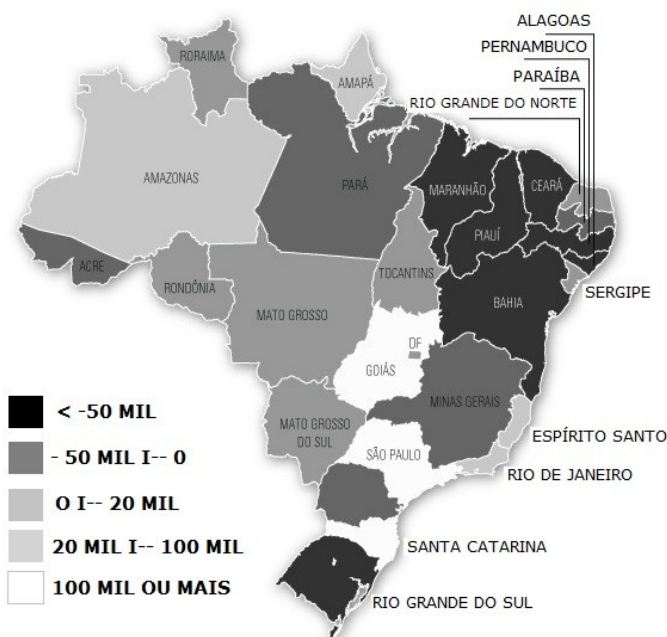 ALAGOAS
PERNAMBUCO
PARAÍBA
RIO GRANDE DO NORTE
RORAIMA
AMAPÁ
AMAZONAS
PARÁ
MARANHÃO
CEARÁ
PIAUÍ
ACRE
RONDÔNIA
TOCANTINS
BAHIA
SERGIPE
MATO GROSSO
DF
GOIÁS
MINAS GERAIS
MATO GROSSO
DO SUL
SÃO PAULO
ESPÍRITO SANTO
RIO DE JANEIRO
SANTA CATARINA
RIO GRANDE DO SUL
< -50 MIL
- 50 MIL I-- 0
O I-- 20 MIL
20 MIL I-- 100 MIL
100 MIL OU MAIS